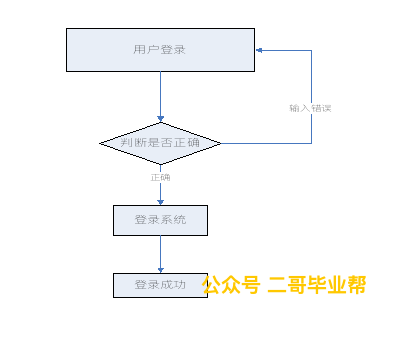 用户登录
输入错误
判断是否正确
正确
登录系统
登录成功
公众号 二哥毕业帮